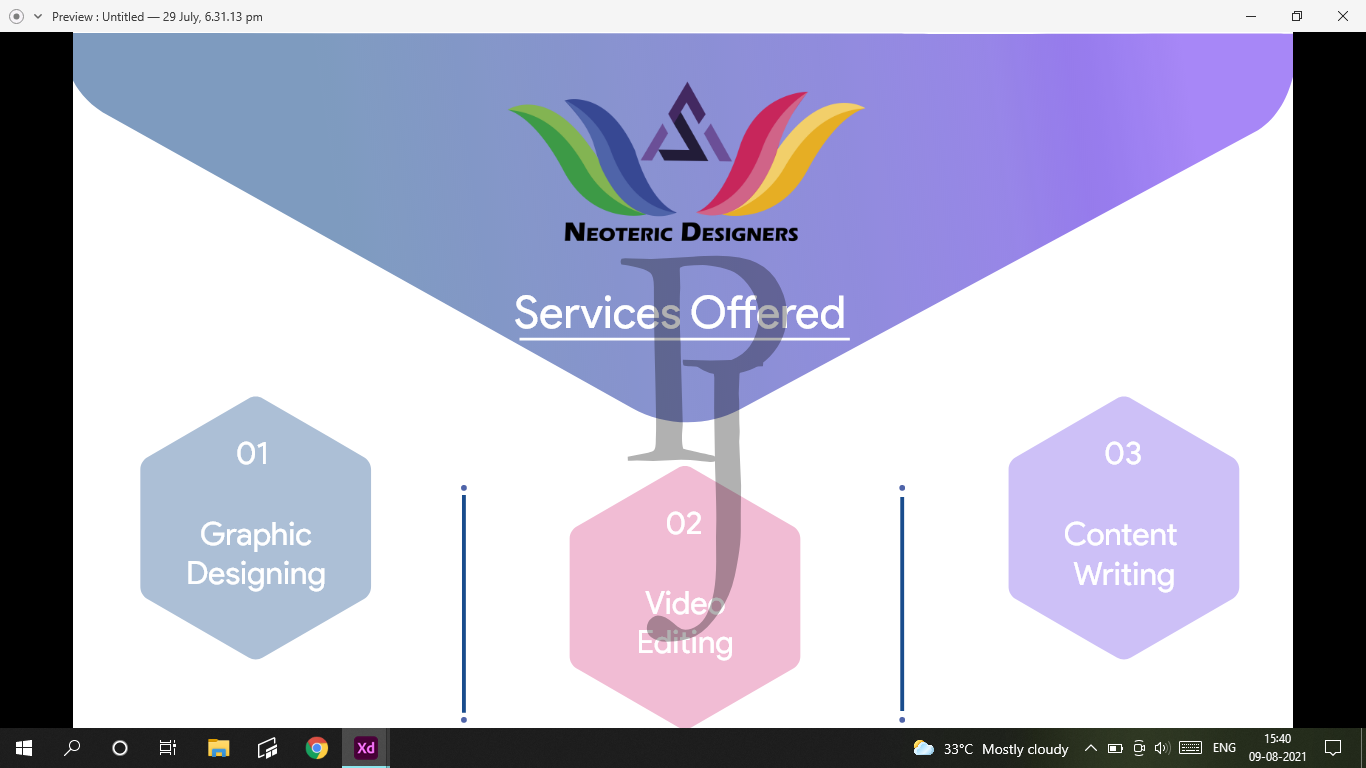 Preview : Untitled — 29 July, 6.31.13 pm
NEOTERIC DESIGNERS
Services Offered
PJ
01
Graphic
Designing
02
Video
Editing
03
Content
Writing
Xd
33°C Mostly cloudy
ENG
15:40
09-08-2021